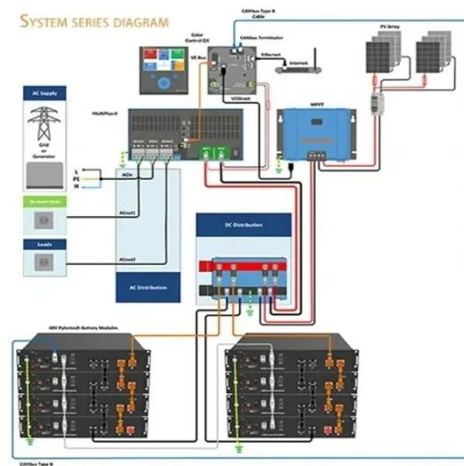 SYSTEM SERIES DIAGRAM
CANbus Type B
Cable
Color
Control GX
CANbus Terminator
PV Array
VE Bus
Ethernet
Internet
AC Supply
VE Direct
MultiPlus-II
MPPT
Grid
or
Generator
L
PE
N
ACin
Loads
ACout1
DC Distribution
ACout2
AC Distribution
48V Pylontech Battery Modules
CANbus Type B